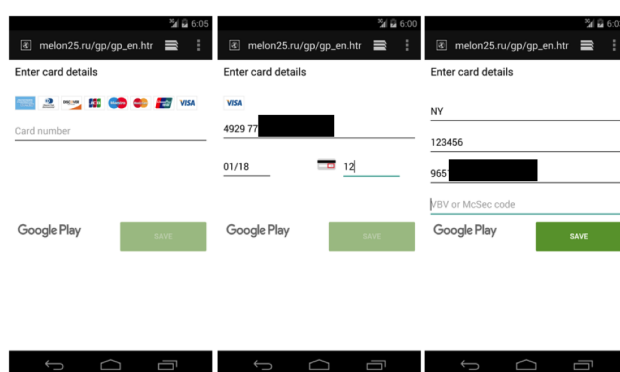 6:05
melon25.ru/gp/gp_en.htr
Enter card details
VISA
Card number
Google Play
SAVE
6:00
melon25.ru/gp/gp_en.htr
Enter card details
VISA
4929 77
01/18 12
Google Play
SAVE
6:0
melon25.ru/gp/gp_en.htr
Enter card details
NY
123456
965
VBV or McSec code
Google Play
SAVE